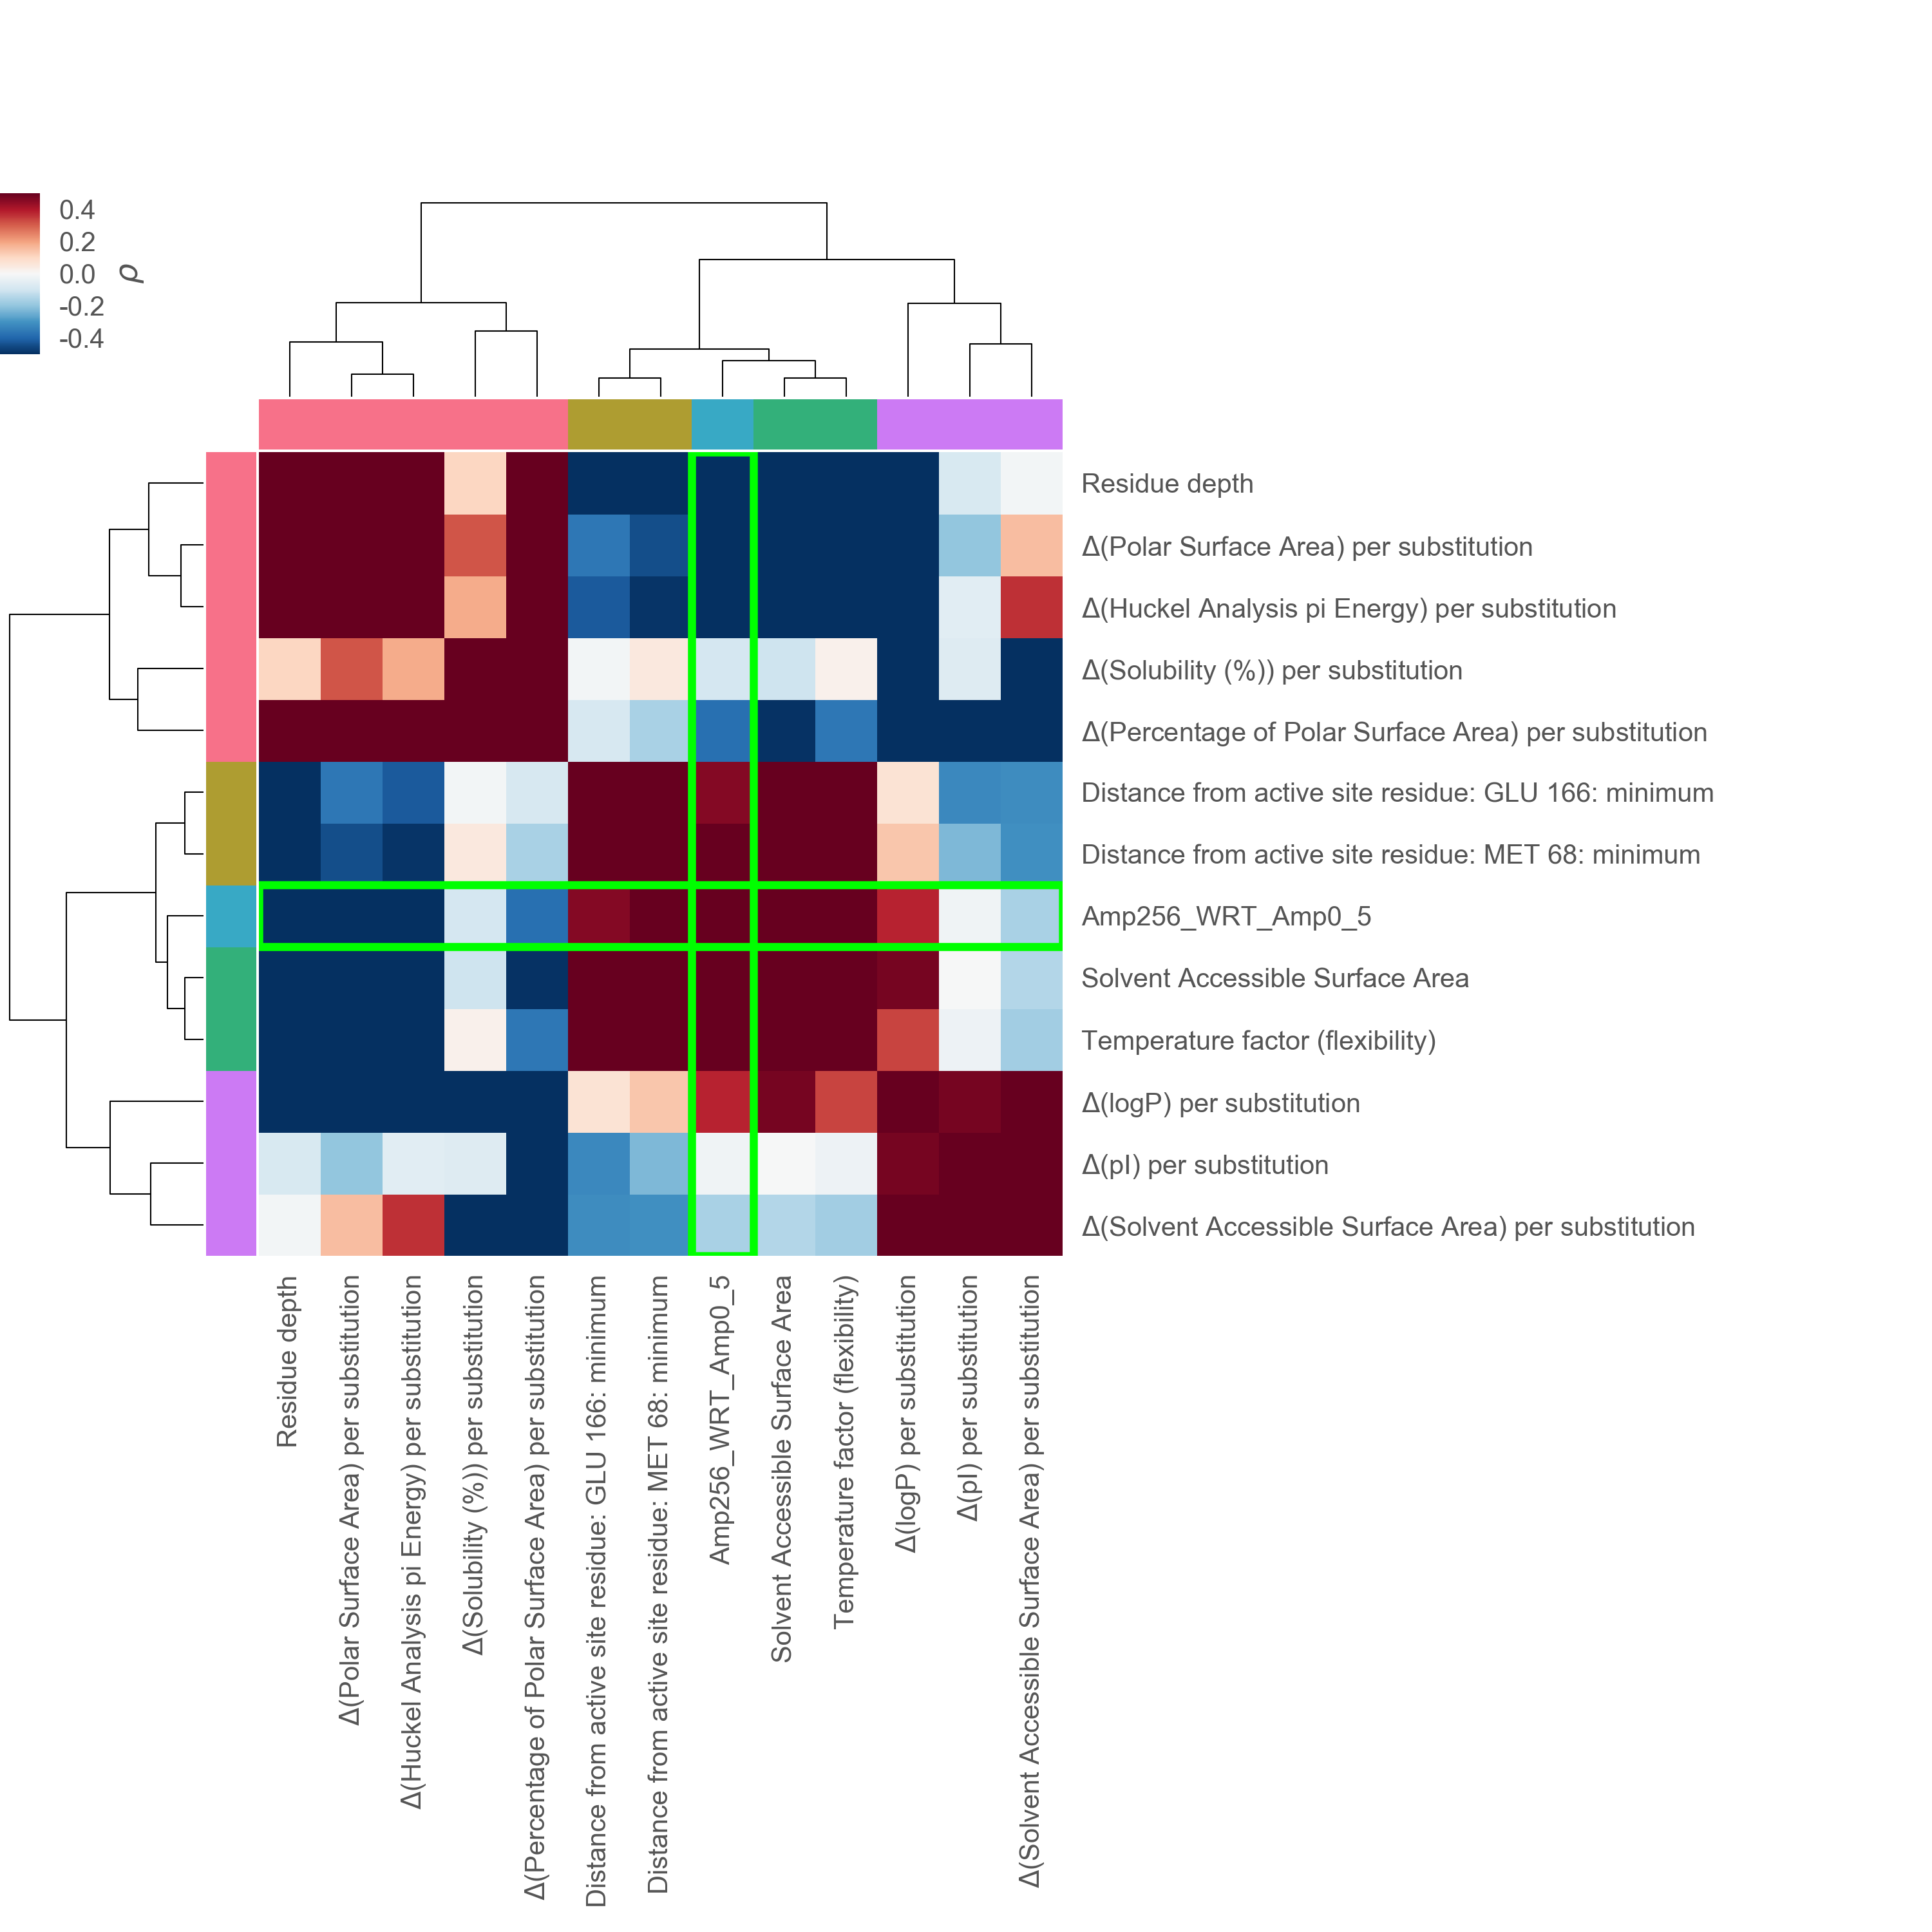 0.4
0.2
0.0
-0.2
-0.4
ρ
Residue depth
Δ(Polar Surface Area) per substitution
Δ(Huckel Analysis pi Energy) per substitution
Δ(Solubility (%)) per substitution
Δ(Percentage of Polar Surface Area) per substitution
Distance from active site residue: GLU 166: minimum
Distance from active site residue: MET 68: minimum
Amp256_WRT_Amp0_5
Solvent Accessible Surface Area
Temperature factor (flexibility)
Δ(logP) per substitution
Δ(pI) per substitution
Δ(Solvent Accessible Surface Area) per substitution
Residue depth
Δ(Polar Surface Area) per substitution
Δ(Huckel Analysis pi Energy) per substitution
Δ(Solubility (%)) per substitution
Δ(Percentage of Polar Surface Area) per substitution
Distance from active site residue: GLU 166: minimum
Distance from active site residue: MET 68: minimum
Amp256_WRT_Amp0_5
Solvent Accessible Surface Area
Temperature factor (flexibility)
Δ(logP) per substitution
Δ(pI) per substitution
Δ(Solvent Accessible Surface Area) per substitution